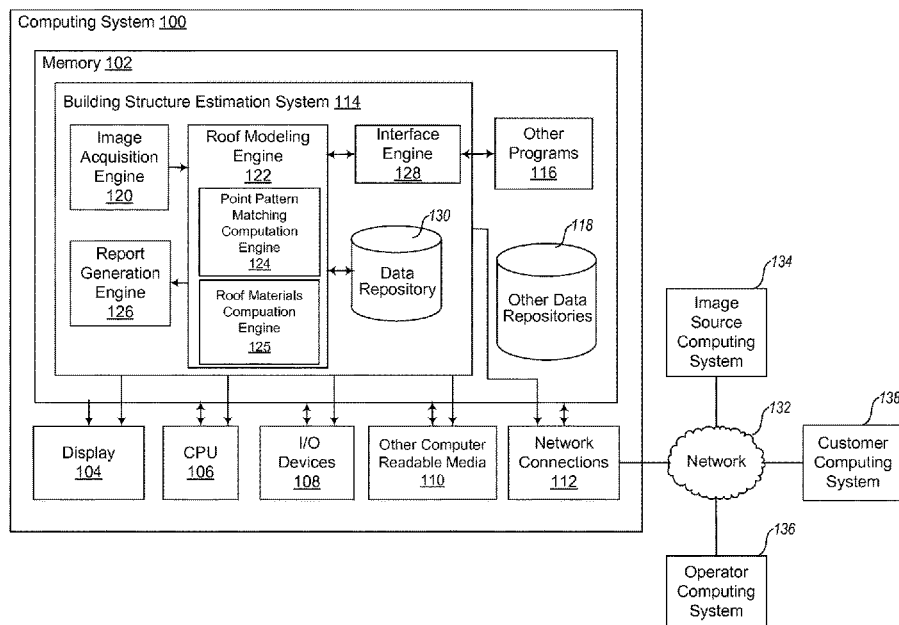 Computing System 100
Memory 102
Building Structure Estimation System 114
Image
Acquisition
Engine
120
Roof Modeling
Engine
122
Interface
Engine
128
Other
Programs
116
Point Pattern
Matching
Computation
Engine
124
Roof Materials
Compuation
Engine
125
Report
Generation
Engine
126
130
Data
Repository
118
Other Data
Repositories
134
Image
Source
Computing
System
Display
104
CPU
106
I/O
Devices
108
Other Computer
Readable Media
110
Network
Connections
112
132
Network
138
Customer
Computing
System
136
Operator
Computing
System